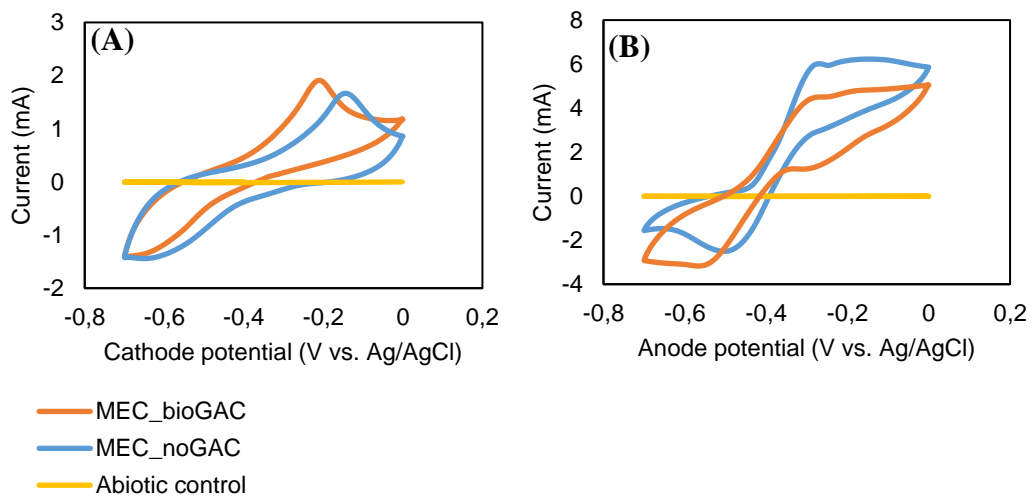 (A)
3
2
1
0
-1
-2
-0,8 -0,6 -0,4 -0,2 0 0,2
Current (mA)
Cathode potential (V vs. Ag/AgCl)
(B)
8
6
4
2
0
-2
-4
-0,8 -0,6 -0,4 -0,2 0 0,2
Current (mA)
Anode potential (V vs. Ag/AgCl)
MEC_bioGAC
MEC_noGAC
Abiotic control